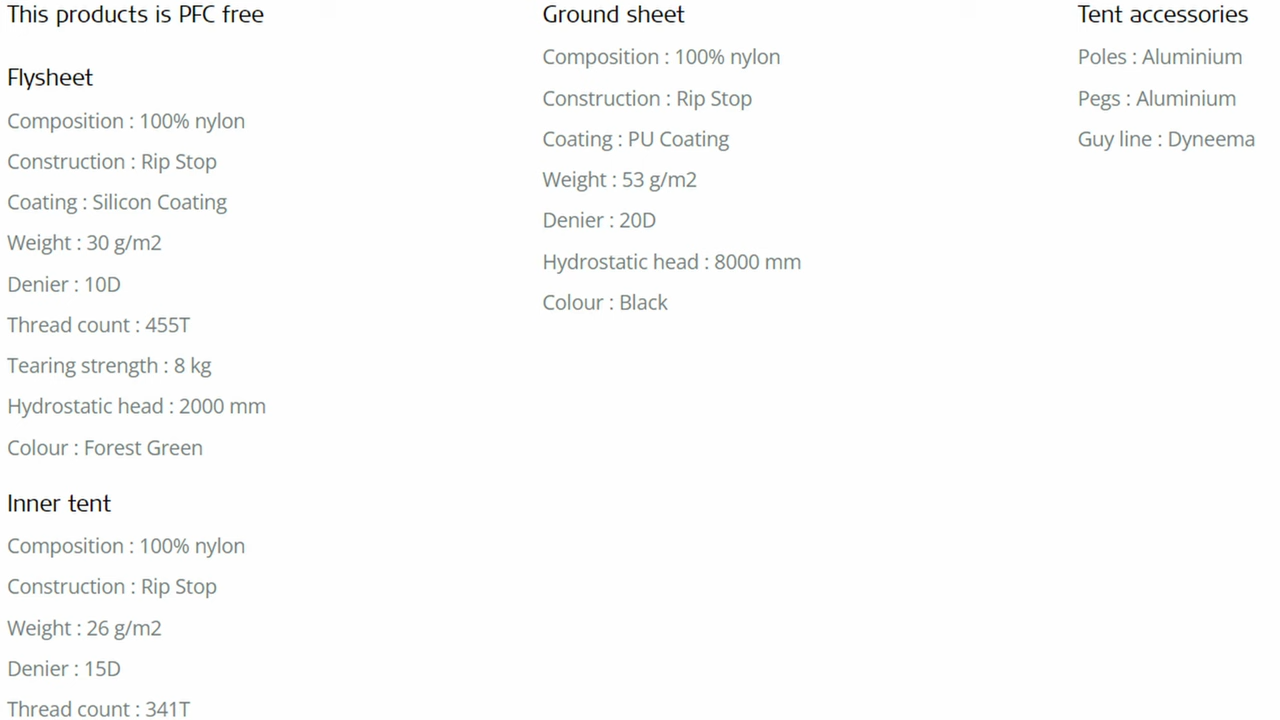 This products is PFC free
Flysheet
Composition : 100% nylon
Construction : Rip Stop
Coating : Silicon Coating
Weight : 30 g/m2
Denier : 10D
Thread count : 455T
Tearing strength : 8 kg
Hydrostatic head : 2000 mm
Colour : Forest Green
Inner tent
Composition : 100% nylon
Construction : Rip Stop
Weight : 26 g/m2
Denier : 15D
Thread count : 341T
Ground sheet
Composition : 100% nylon
Construction : Rip Stop
Coating : PU Coating
Weight : 53 g/m2
Denier : 20D
Hydrostatic head : 8000 mm
Colour : Black
Tent accessories
Poles : Aluminium
Pegs : Aluminium
Guy line : Dyneema